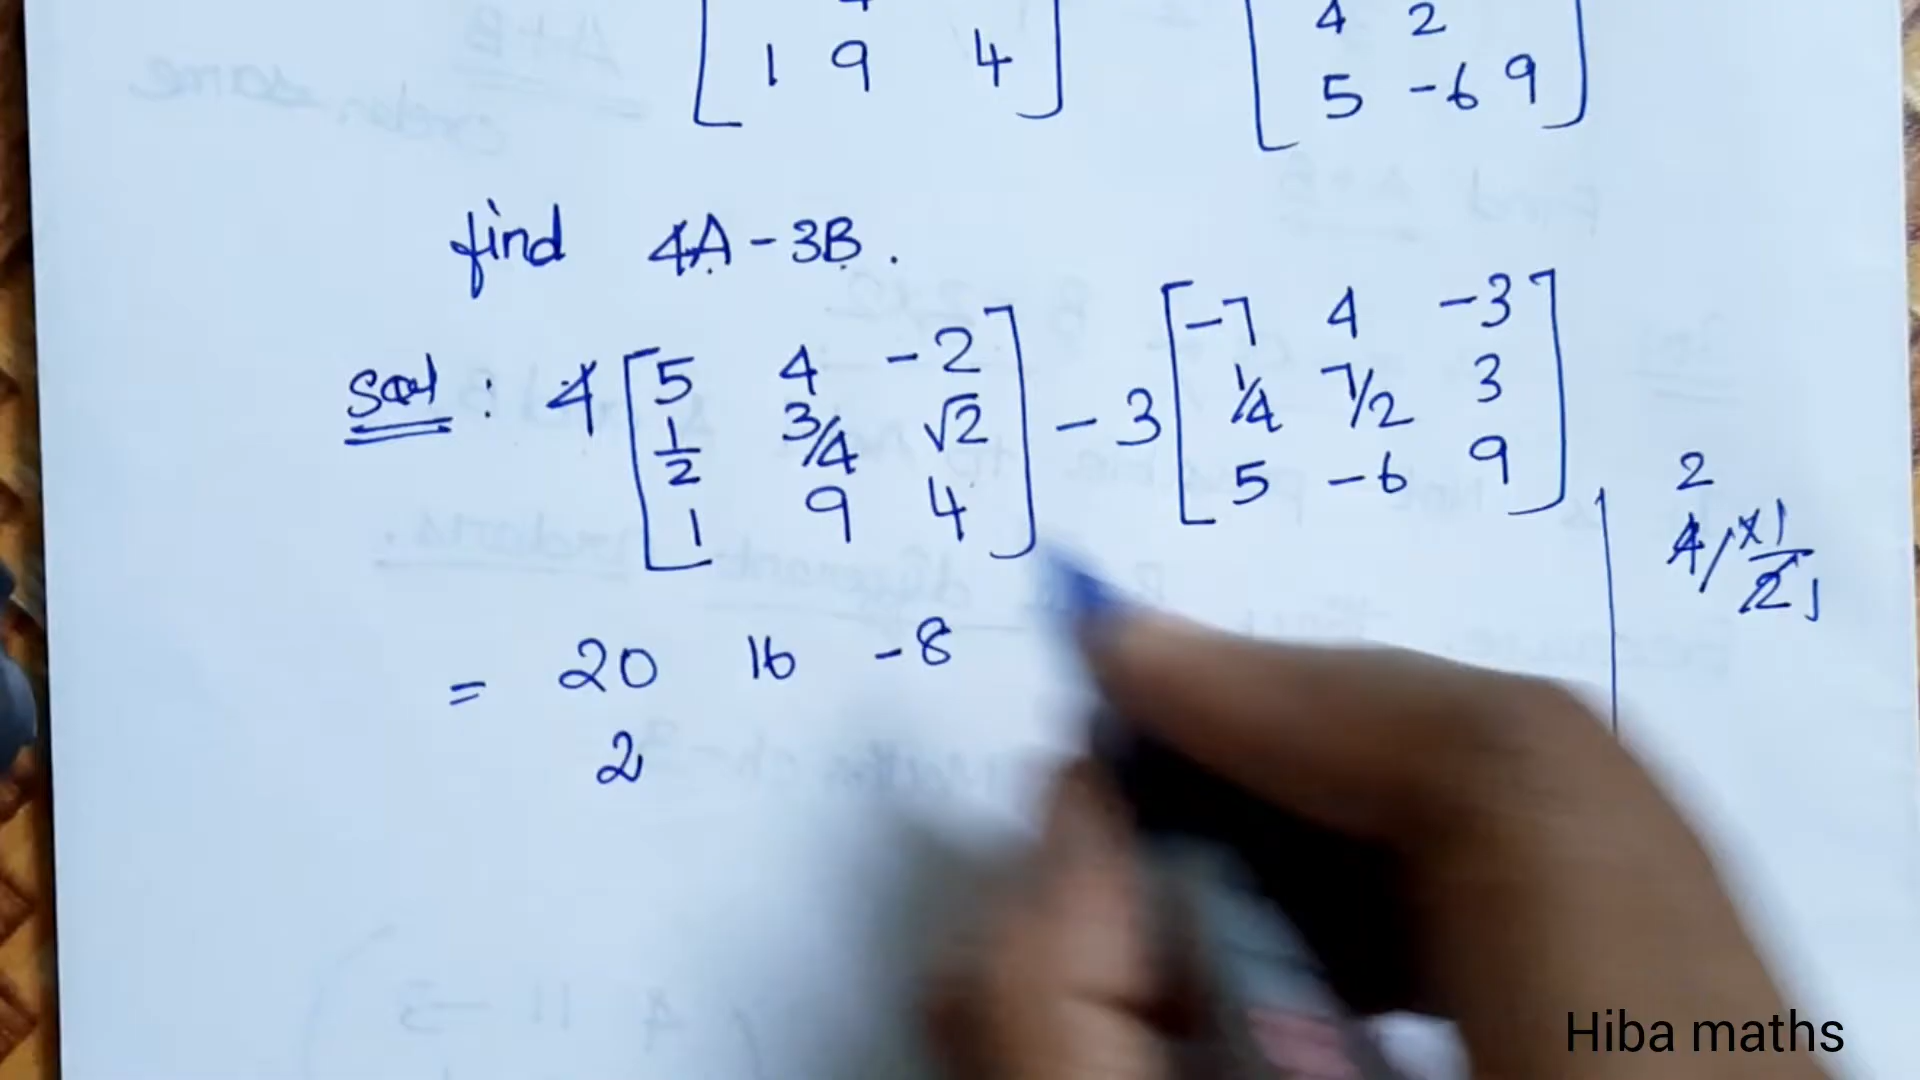 1 9 4
4 2
5 -6 9
find 4A - 3B.
Sol : 4 [ 5 4 -2 ] - 3 [ -7 4 -3 ]
1/2 3/4 √2
1/4 7/2 3
1 9 4
5 -6 9
2
4/ × 1
2 1
= 20 16 -8
2
Hiba maths